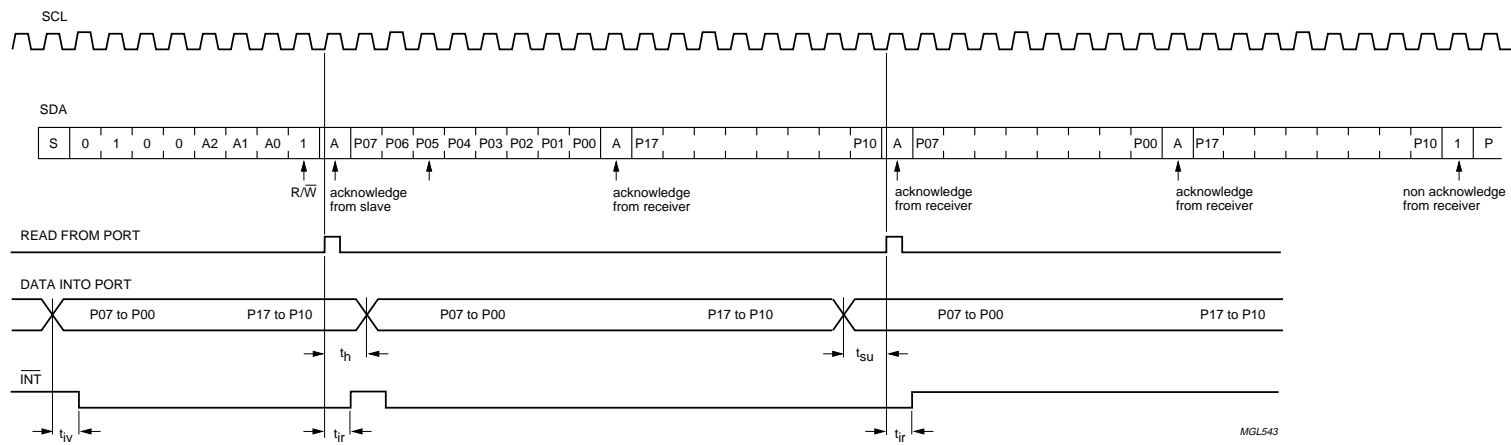 SCL
SDA
S 0 1 0 0 A2 A1 A0 1 A P07 P06 P05 P04 P03 P02 P01 P00 A P17 P10 A P07 P00 A P17 P10 1 P
R/W̅
acknowledge
from slave
acknowledge
from receiver
acknowledge
from receiver
acknowledge
from receiver
non acknowledge
from receiver
READ FROM PORT
DATA INTO PORT
P07 to P00 P17 to P10 P07 to P00 P17 to P10 P07 to P00 P17 to P10
th tsu
I̅N̅T̅
tiv tir tir
MGL543